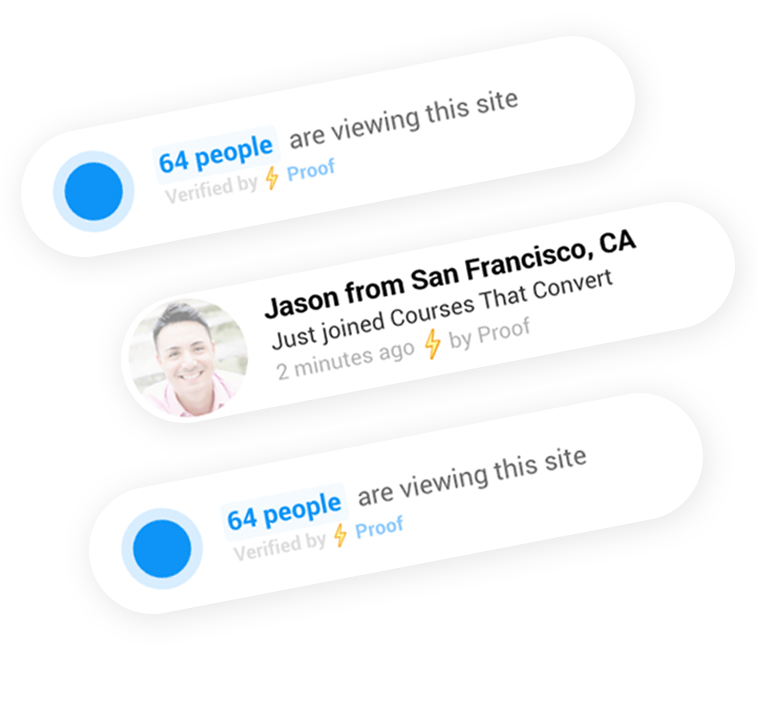 64 people are viewing this site
Verified by Proof
Jason from San Francisco, CA
Just joined Courses That Convert
2 minutes ago by Proof
64 people are viewing this site
Verified by Proof